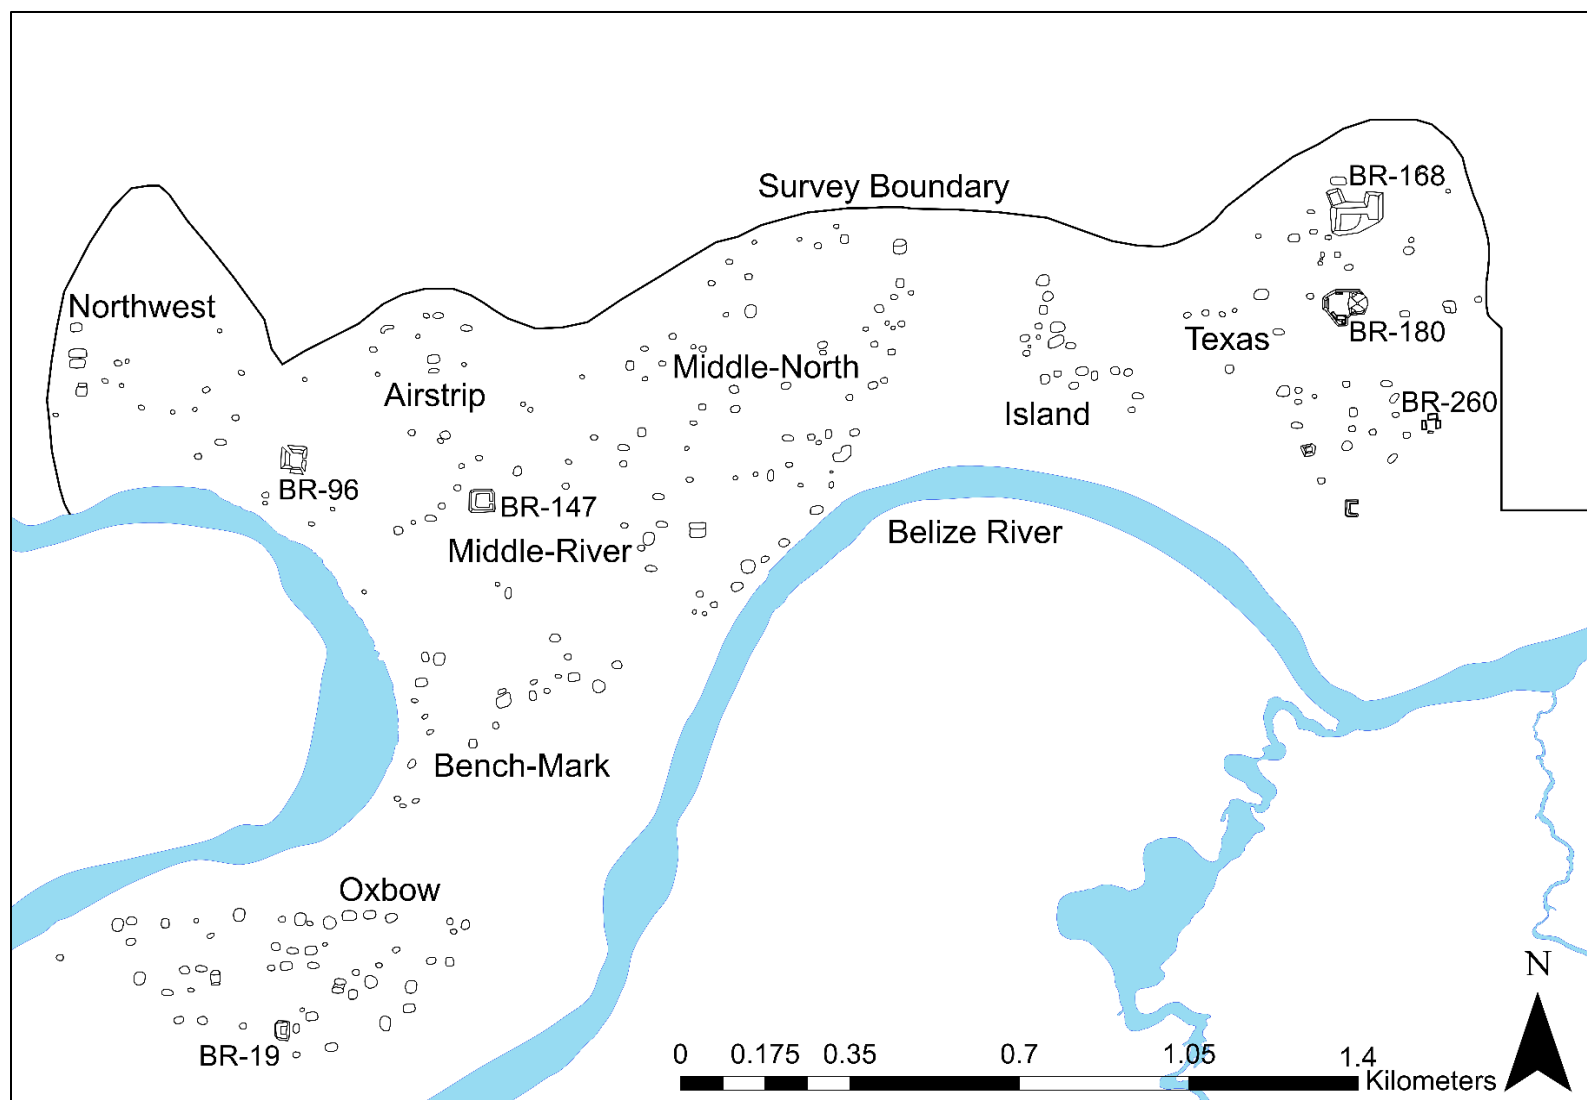 BR-168
Survey Boundary
Northwest
BR-180
Texas
Middle-North
Airstrip
BR-260
Island
BR-96
BR-147
Belize River
Middle-River
Bench-Mark
Oxbow
N
BR-19
0 0.175 0.35 0.7 1.05 1.4
Kilometers